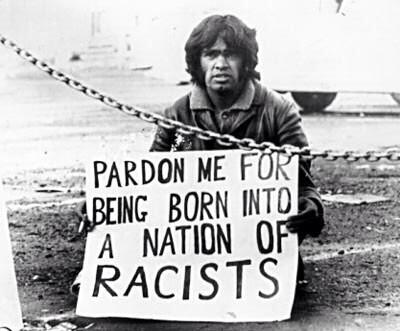 PARDON ME FOR
BEING BORN INTO
A NATION OF
RACISTS